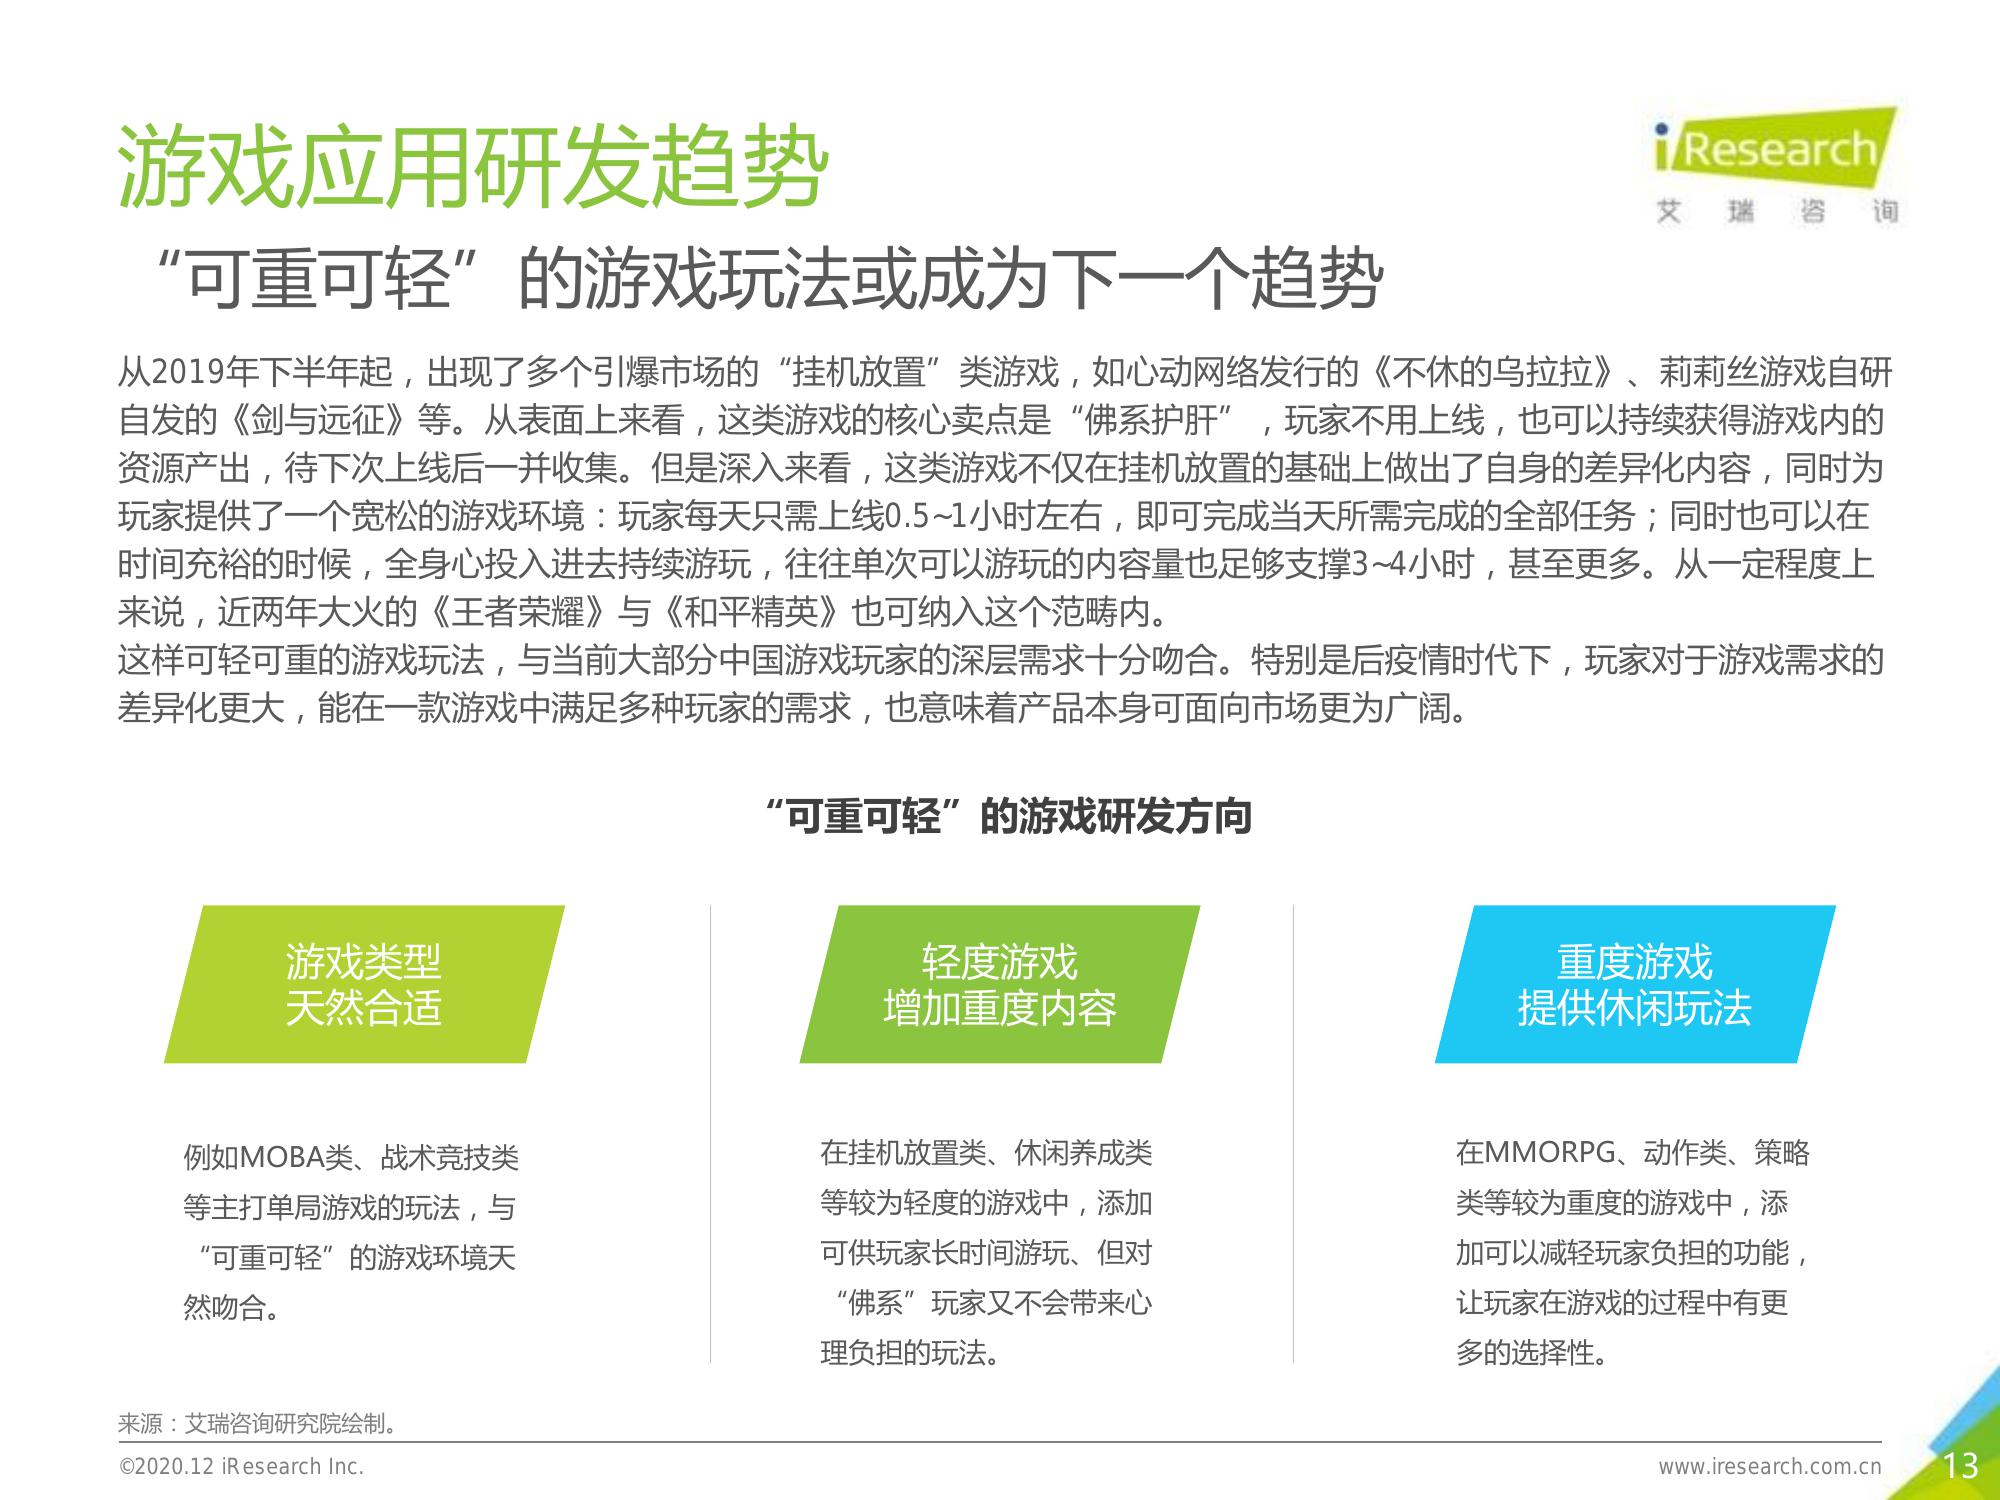 游戏应用研发趋势
iResearch
艾瑞咨询
“可重可轻”的游戏玩法或成为下一个趋势
从2019年下半年起，出现了多个引爆市场的“挂机放置”类游戏，如心动网络发行的《不休的乌拉拉》、莉莉丝游戏自研
自发的《剑与远征》等。从表面上来看，这类游戏的核心卖点是“佛系护肝”，玩家不用上线，也可以持续获得游戏内的
资源产出，待下次上线后一并收集。但是深入来看，这类游戏不仅在挂机放置的基础上做出了自身的差异化内容，同时为
玩家提供了一个宽松的游戏环境：玩家每天只需上线0.5~1小时左右，即可完成当天所需完成的全部任务；同时也可以在
时间充裕的时候，全身心投入进去持续游玩，往往单次可以游玩的内容量也足够支撑3~4小时，甚至更多。从一定程度上
来说，近两年大火的《王者荣耀》与《和平精英》也可纳入这个范畴内。
这样可轻可重的游戏玩法，与当前大部分中国游戏玩家的深层需求十分吻合。特别是后疫情时代下，玩家对于游戏需求的
差异化更大，能在一款游戏中满足多种玩家的需求，也意味着产品本身可面向市场更为广阔。
“可重可轻”的游戏研发方向
游戏类型
天然合适
例如MOBA类、战术竞技类
等主打单局游戏的玩法，与
“可重可轻”的游戏环境天
然吻合。
轻度游戏
增加重度内容
在挂机放置类、休闲养成类
等较为轻度的游戏中，添加
可供玩家长时间游玩、但对
“佛系”玩家又不会带来心
理负担的玩法。
重度游戏
提供休闲玩法
在MMORPG、动作类、策略
类等较为重度的游戏中，添
加可以减轻玩家负担的功能，
让玩家在游戏的过程中有更
多的选择性。
来源：艾瑞咨询研究院绘制。
©2020.12 iResearch Inc.
www.iresearch.com.cn
13